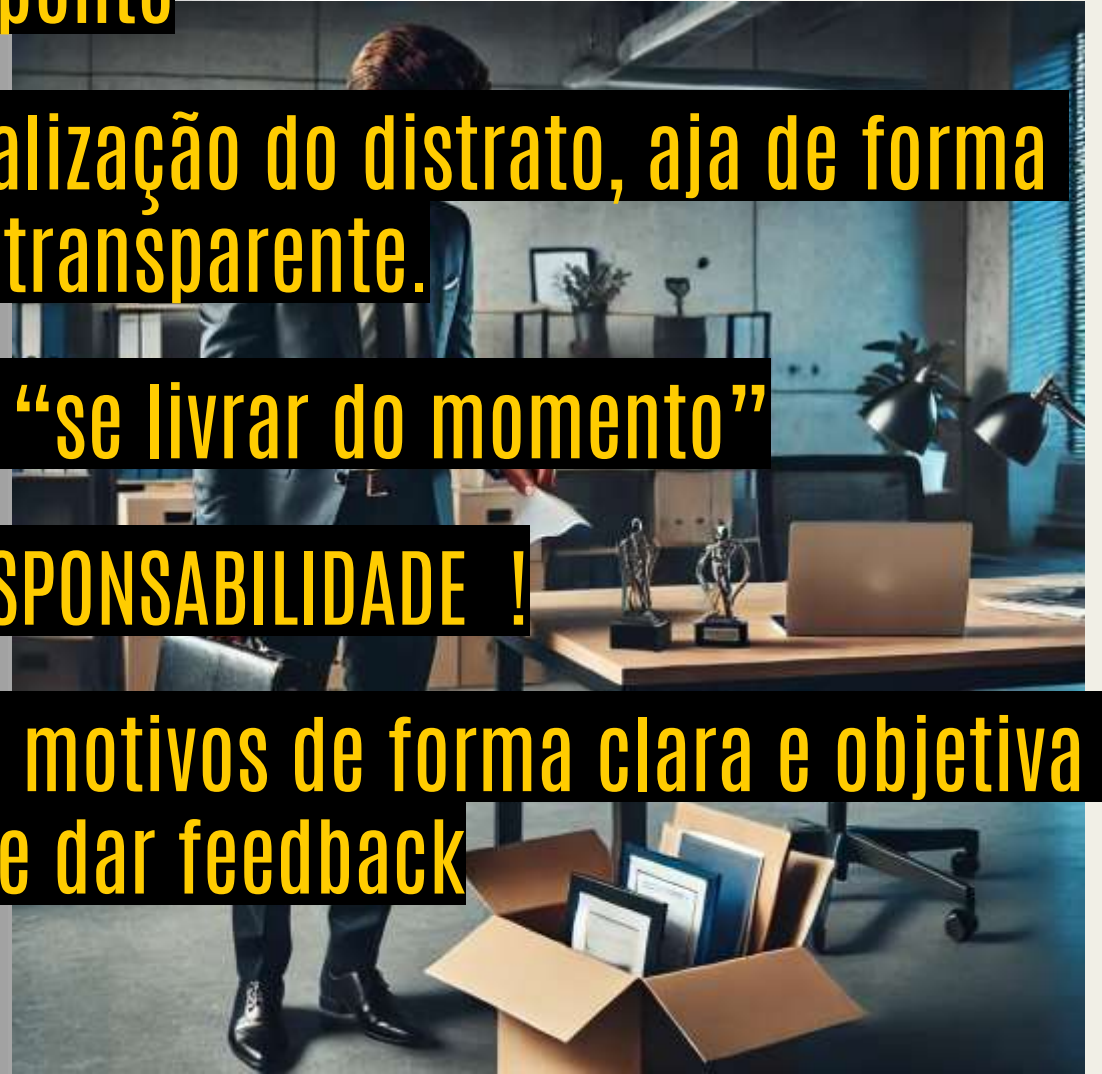 ponto
alização do distrato, aja de forma
transparente.
“se livrar do momento”
SPONSABILIDADE !
motivos de forma clara e objetiva
e dar feedback